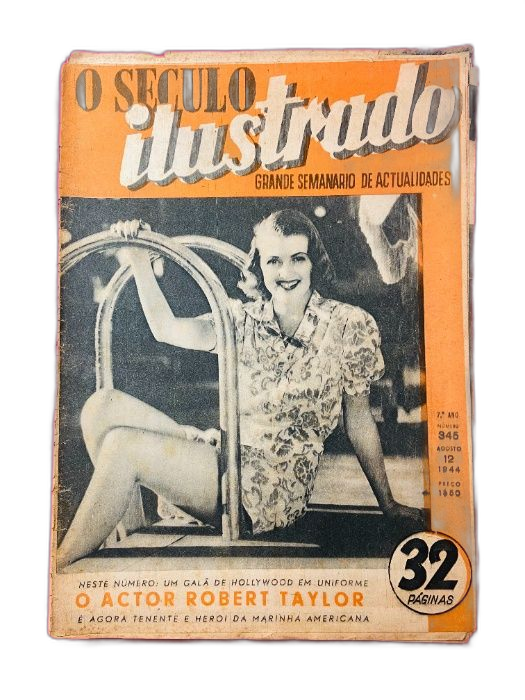 O SECULO
ilustrado
GRANDE SEMANARIO DE ACTUALIDADES
7.º ANO
NÚMERO
345
AGOSTO
12
1944
PREÇO
1$50
32
PÁGINAS
NESTE NÚMERO: UM GALÃ DE HOLLYWOOD EM UNIFORME
O ACTOR ROBERT TAYLOR
É AGORA TENENTE E HEROI DA MARINHA AMERICANA